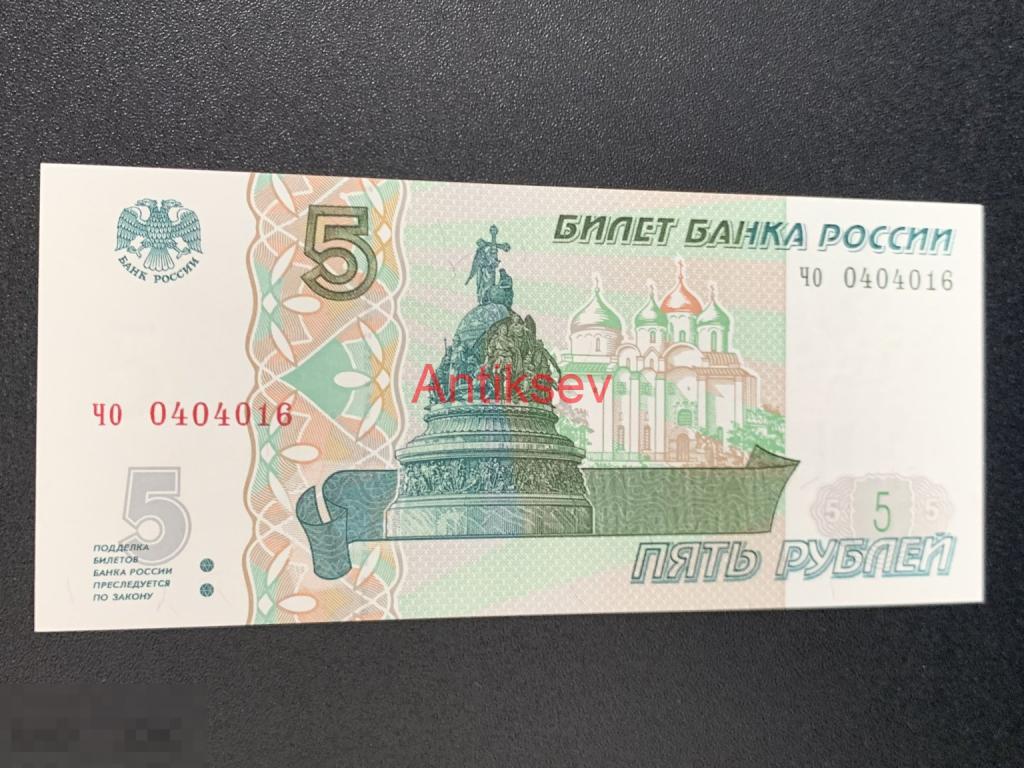 БАНК РОССИИ
5
БИЛЕТ БАНКА РОССИИ
чо 0404016
Antiksev
чо 0404016
5
5 5 5
ПОДДЕЛКА
БИЛЕТОВ
БАНКА РОССИИ
ПРЕСЛЕДУЕТСЯ
ПО ЗАКОНУ
ПЯТЬ РУБЛЕЙ